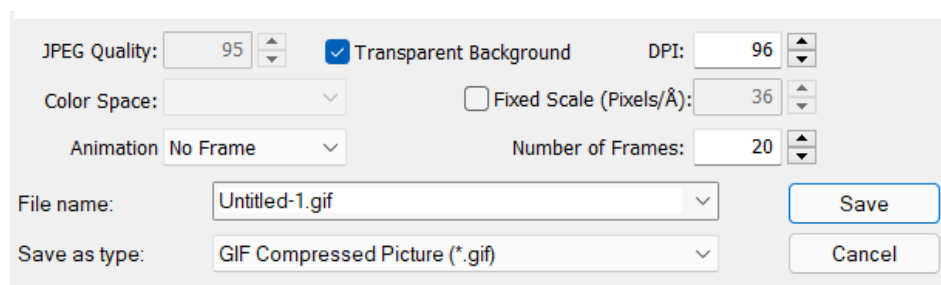 JPEG Quality: 95 Transparent Background DPI: 96
Color Space: Fixed Scale (Pixels/Å): 36
Animation No Frame Number of Frames: 20
File name: Untitled-1.gif Save
Save as type: GIF Compressed Picture (*.gif) Cancel